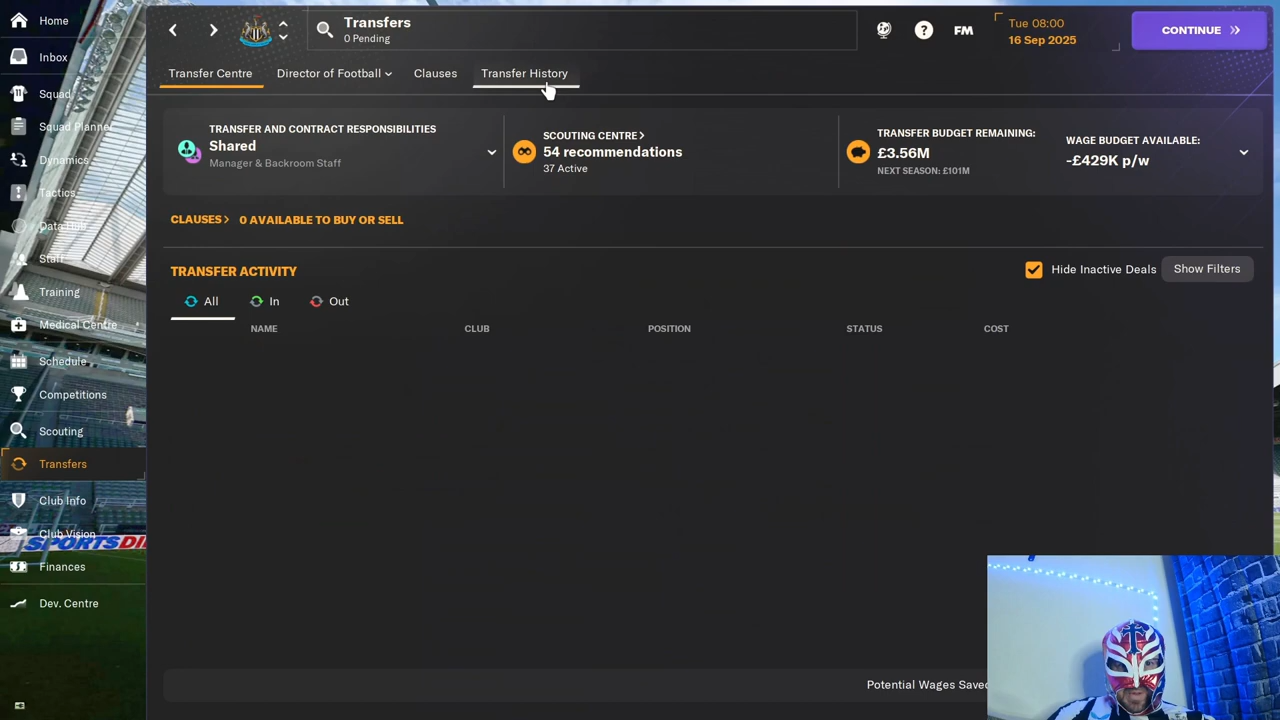 Home
Inbox
Squad
Squad Planner
Dynamics
Tactics
Data Hub
Staff
Training
Medical Centre
Schedule
Competitions
Scouting
Transfers
Club Info
Club Vision
SPORTSDI
Finances
Dev. Centre
Transfers
0 Pending
?
FM
Tue 08:00
16 Sep 2025
CONTINUE
Transfer Centre
Director of Football
Clauses
Transfer History
TRANSFER AND CONTRACT RESPONSIBILITIES
Shared
Manager & Backroom Staff
SCOUTING CENTRE >
54 recommendations
37 Active
TRANSFER BUDGET REMAINING:
£3.56M
NEXT SEASON: £101M
WAGE BUDGET AVAILABLE:
-£429K p/w
CLAUSES > 0 AVAILABLE TO BUY OR SELL
TRANSFER ACTIVITY
Hide Inactive Deals
Show Filters
All
In
Out
NAME
CLUB
POSITION
STATUS
COST
Potential Wages Saved